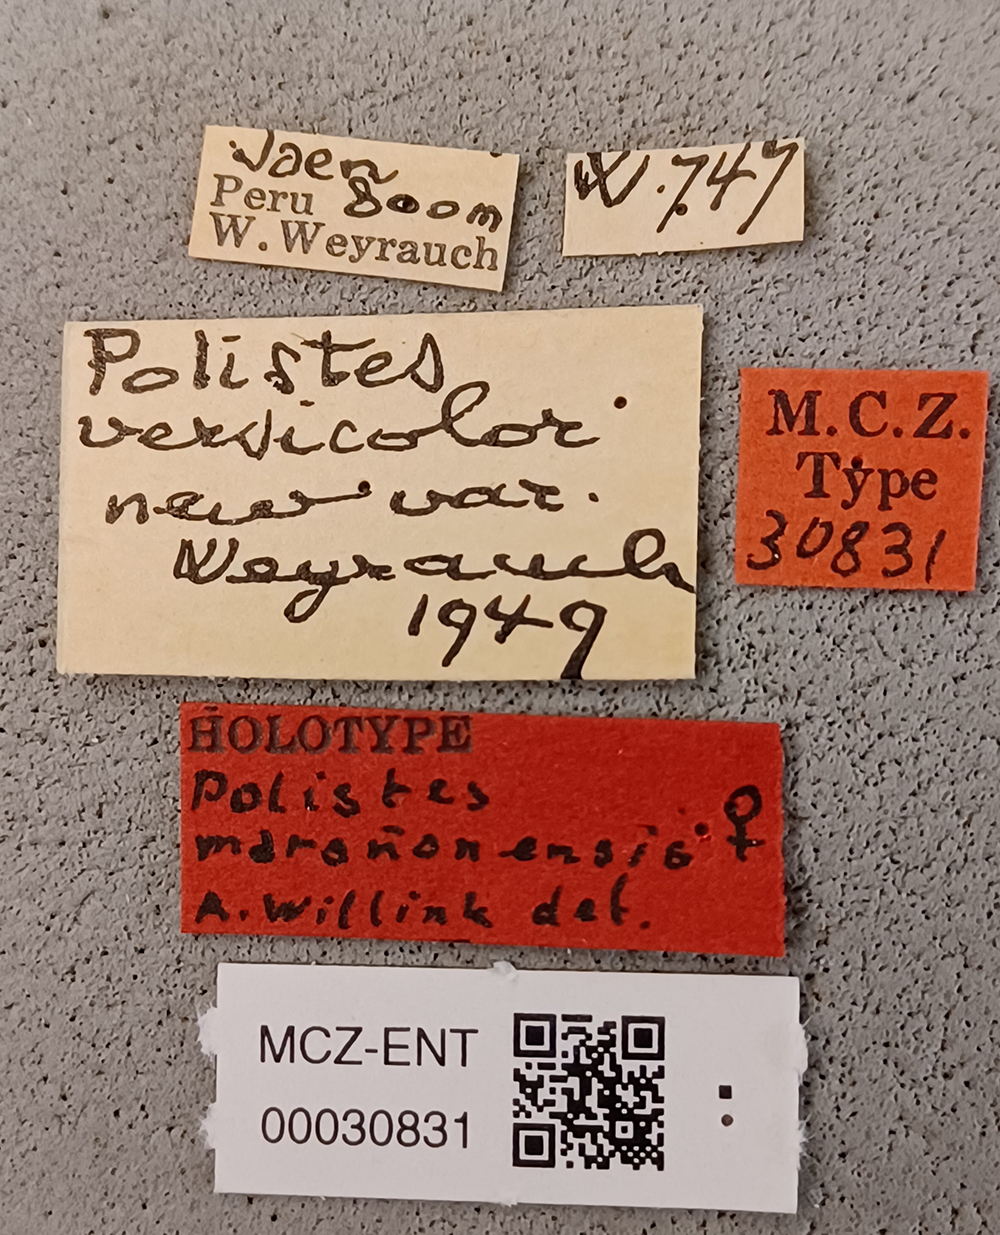 Jaen
Peru 800m
W. Weyrauch
W. 747
Polistes
versicolor
new var.
Weyrauch
1949
M.C.Z.
Type
30831
HOLOTYPE
Polistes
marañonensis ♀
A. Willink det.
MCZ-ENT
00030831